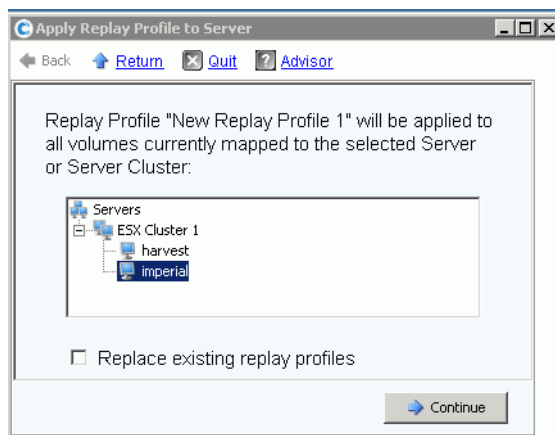 Apply Replay Profile to Server
Back Return Quit Advisor
Replay Profile "New Replay Profile 1" will be applied to
all volumes currently mapped to the selected Server
or Server Cluster:
Servers
ESX Cluster 1
harvest
imperial
Replace existing replay profiles
Continue